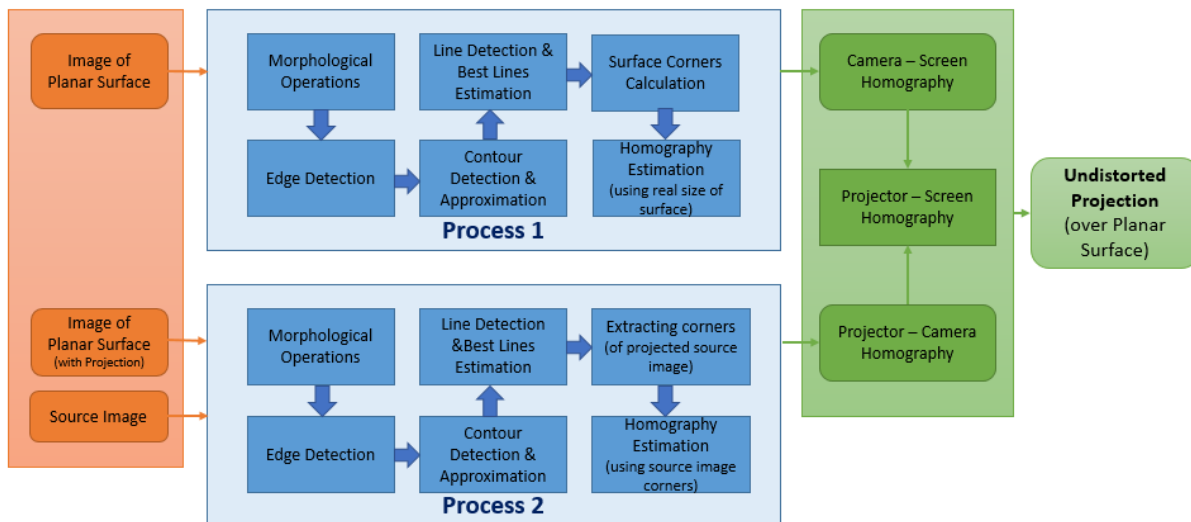 Image of
Planar Surface
Morphological
Operations
Line Detection &
Best Lines
Estimation
Surface Corners
Calculation
Edge Detection
Contour
Detection &
Approximation
Homography
Estimation
(using real size of
surface)
Process 1
Camera – Screen
Homography
Projector – Screen
Homography
Undistorted
Projection
(over Planar
Surface)
Image of
Planar Surface
(with Projection)
Source Image
Morphological
Operations
Line Detection
&Best Lines
Estimation
Extracting corners
(of projected source
image)
Edge Detection
Contour
Detection &
Approximation
Homography
Estimation
(using source image
corners)
Process 2
Projector – Camera
Homography